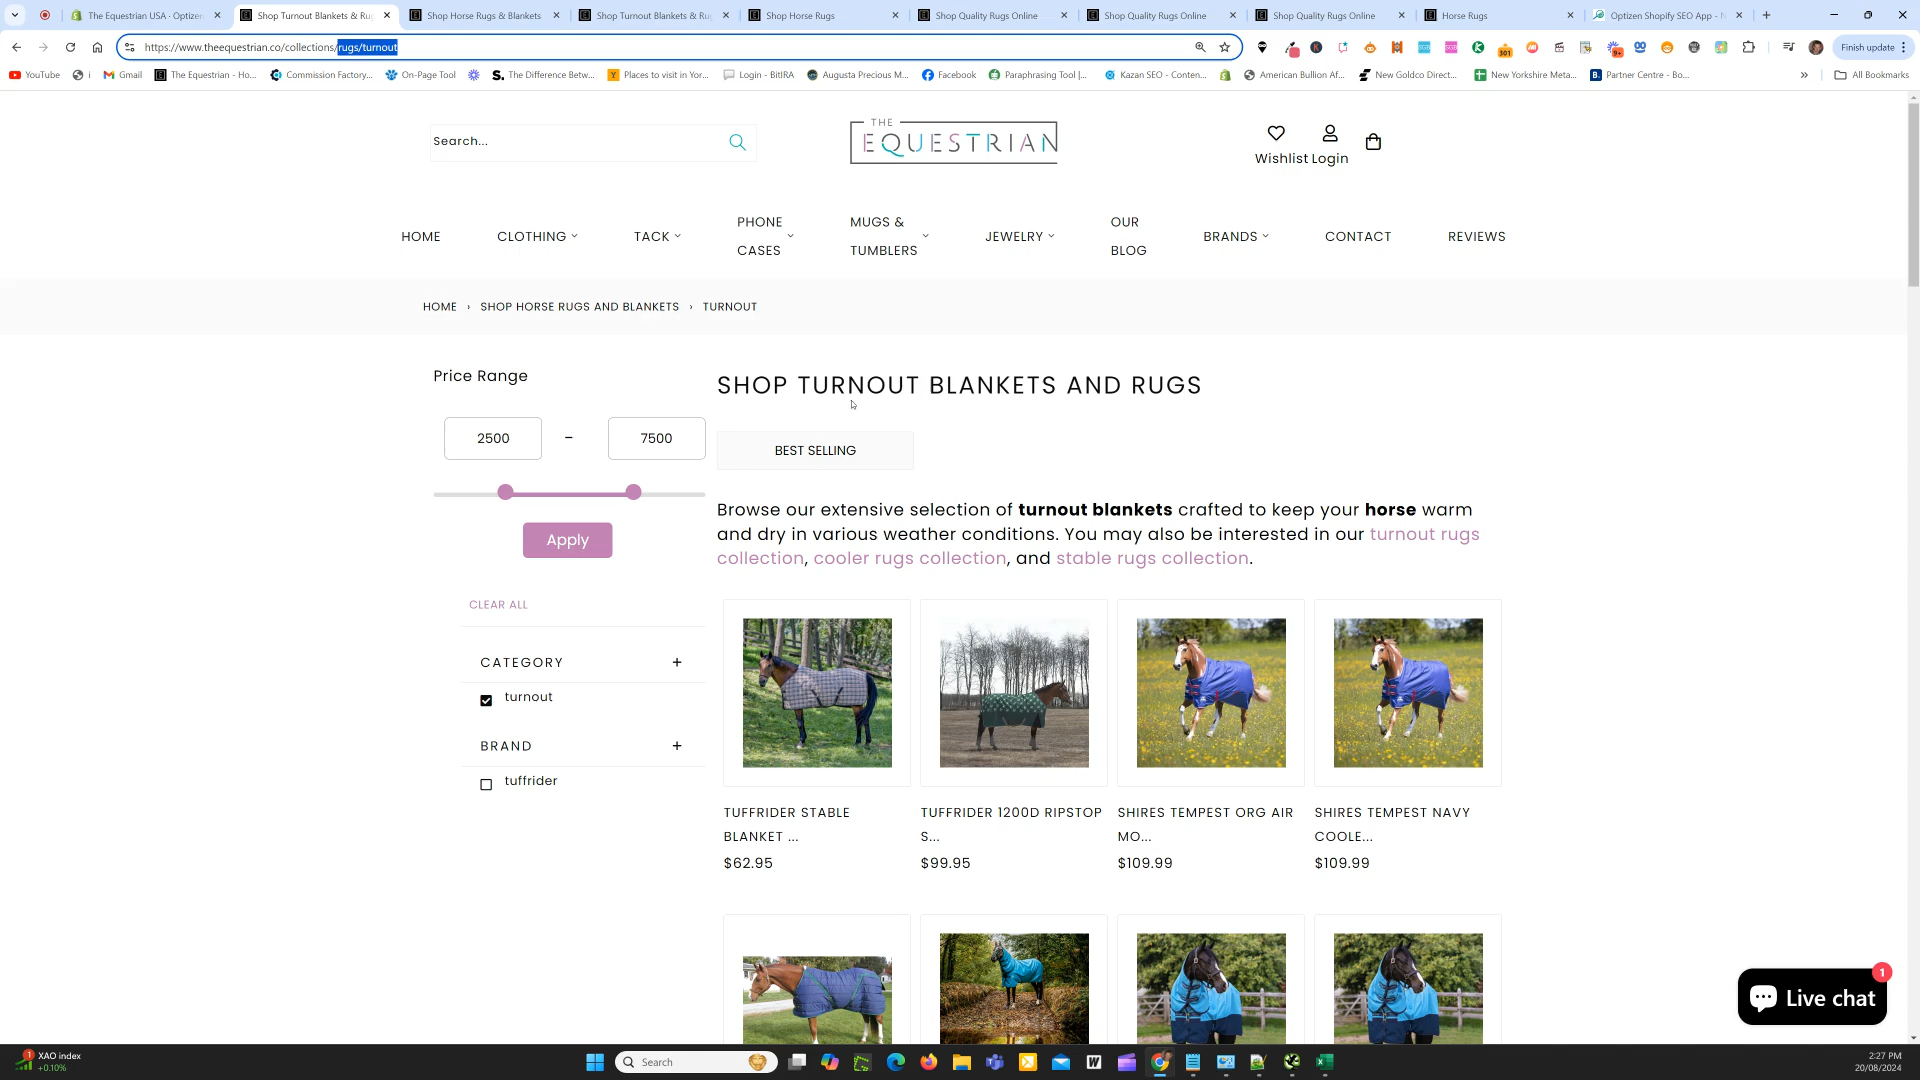 The Equestrian USA · Optizen
Shop Turnout Blankets & Ru
Shop Horse Rugs & Blankets
Shop Turnout Blankets & Ru
Shop Horse Rugs
Shop Quality Rugs Online
Shop Quality Rugs Online
Shop Quality Rugs Online
Horse Rugs
Optizen Shopify SEO App -
https://www.theequestrian.co/collections/rugs/turnout
Finish update
YouTube
i
Gmail
The Equestrian - Ho...
Commission Factory...
On-Page Tool
The Difference Betw...
Places to visit in Yor...
Login - BitIRA
Augusta Precious M...
Facebook
Paraphrasing Tool |...
Kazan SEO - Conten...
American Bullion Af...
New Goldco Direct...
New Yorkshire Meta...
Partner Centre - Bo...
All Bookmarks
Search...
THE
EQUESTRIAN
Wishlist Login
HOME
CLOTHING
TACK
PHONE
CASES
MUGS &
TUMBLERS
JEWELRY
OUR
BLOG
BRANDS
CONTACT
REVIEWS
HOME › SHOP HORSE RUGS AND BLANKETS › TURNOUT
Price Range
2500 – 7500
Apply
CLEAR ALL
CATEGORY +
turnout
BRAND +
tuffrider
SHOP TURNOUT BLANKETS AND RUGS
BEST SELLING
Browse our extensive selection of turnout blankets crafted to keep your horse warm
and dry in various weather conditions. You may also be interested in our turnout rugs
collection, cooler rugs collection, and stable rugs collection.
TUFFRIDER STABLE
BLANKET ...
$62.95
TUFFRIDER 1200D RIPSTOP
S...
$99.95
SHIRES TEMPEST ORG AIR
MO...
$109.99
SHIRES TEMPEST NAVY
COOLE...
$109.99
1
Live chat
1
XAO index
+0.10%
Search
2:27 PM
20/08/2024